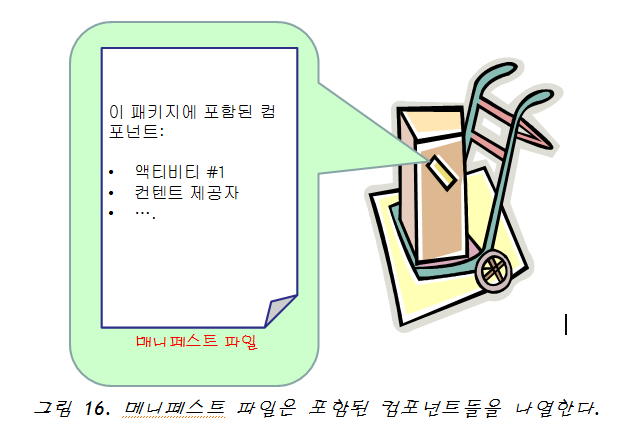 이 패키지에 포함된 컴
포넌트:
• 액티비티 #1
• 컨텐트 제공자
• ….
매니페스트 파일
그림 16. 메니페스트 파일은 포함된 컴포넌트들을 나열한다.